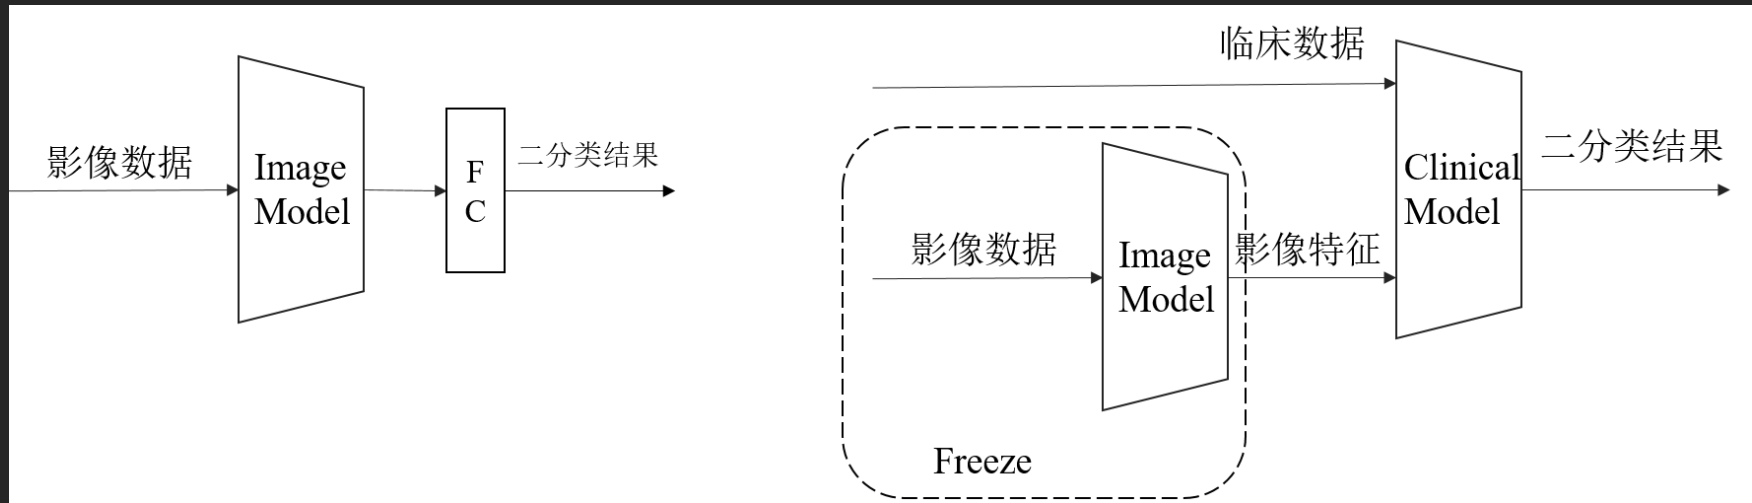 影像数据
Image
Model
F
C
二分类结果
临床数据
影像数据
Image
Model
影像特征
Freeze
Clinical
Model
二分类结果